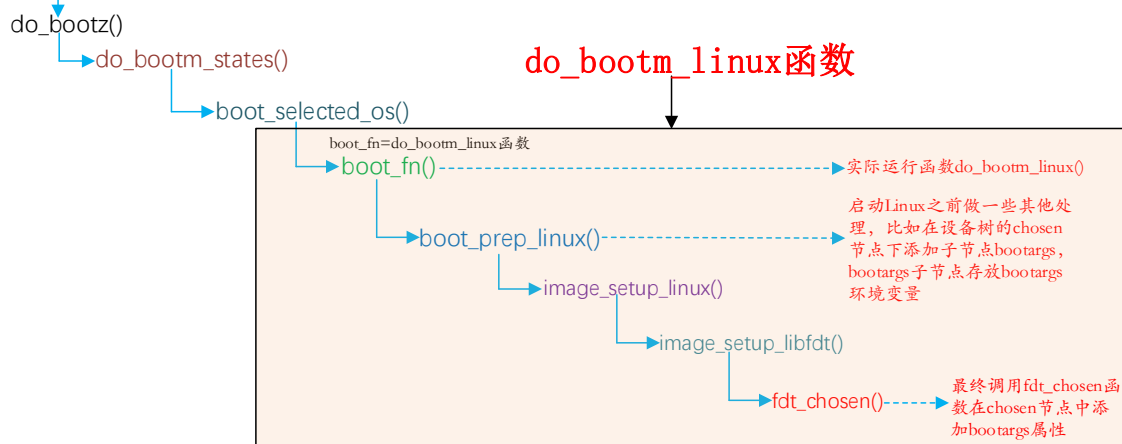 do_bootz()
do_bootm_states()
do_bootm_linux函数
boot_selected_os()
boot_fn=do_bootm_linux函数
boot_fn()
实际运行函数do_bootm_linux()
boot_prep_linux()
启动Linux之前做一些其他处
理，比如在设备树的chosen
节点下添加子节点bootargs，
bootargs子节点存放bootargs
环境变量
image_setup_linux()
image_setup_libfdt()
fdt_chosen()
最终调用fdt_chosen函
数在chosen节点中添
加bootargs属性